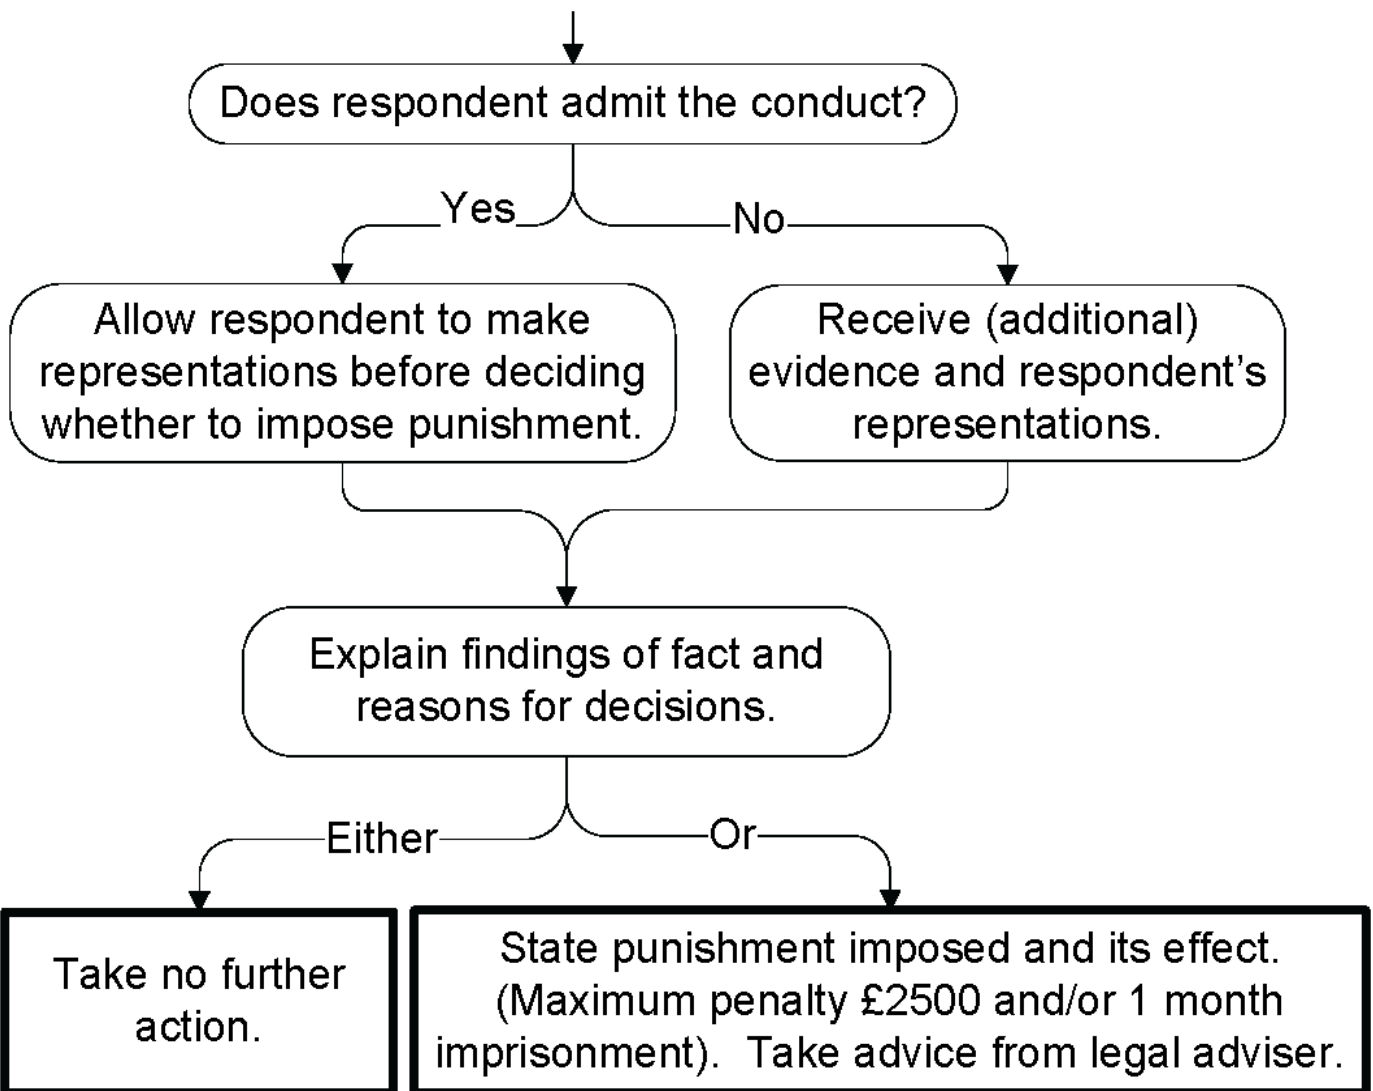 Does respondent admit the conduct?
Yes
No
Allow respondent to make
representations before deciding
whether to impose punishment.
Receive (additional)
evidence and respondent's
representations.
Explain findings of fact and
reasons for decisions.
Either
Or
Take no further
action.
State punishment imposed and its effect.
(Maximum penalty £2500 and/or 1 month
imprisonment).  Take advice from legal adviser.